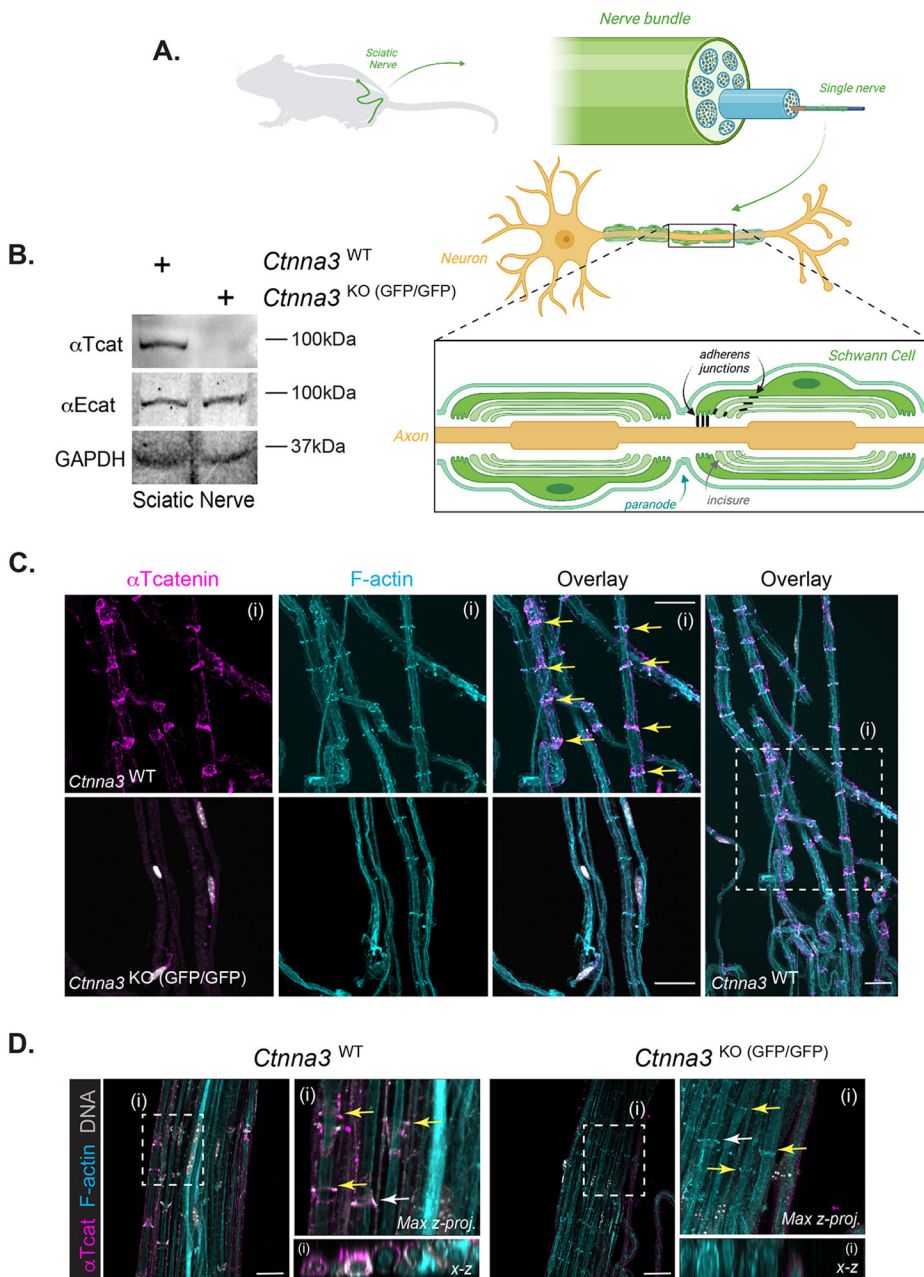 A.
Sciatic
Nerve
Nerve bundle
Single nerve
Neuron
B.
+
Ctnna3 WT
+
Ctnna3 KO (GFP/GFP)
αTcat
100kDa
αEcat
100kDa
GAPDH
37kDa
Sciatic Nerve
adherens
junctions
Schwann Cell
Axon
paranode
incisure
C.
αTcatenin
F-actin
Overlay
Overlay
(i)
(i)
(i)
(i)
Ctnna3 WT
Ctnna3 KO (GFP/GFP)
Ctnna3 WT
D.
Ctnna3 WT
Ctnna3 KO (GFP/GFP)
αTcat F-actin DNA
(i)
(i)
Max z-proj.
(i)
x-z
(i)
(i)
Max z-proj.
(i)
x-z